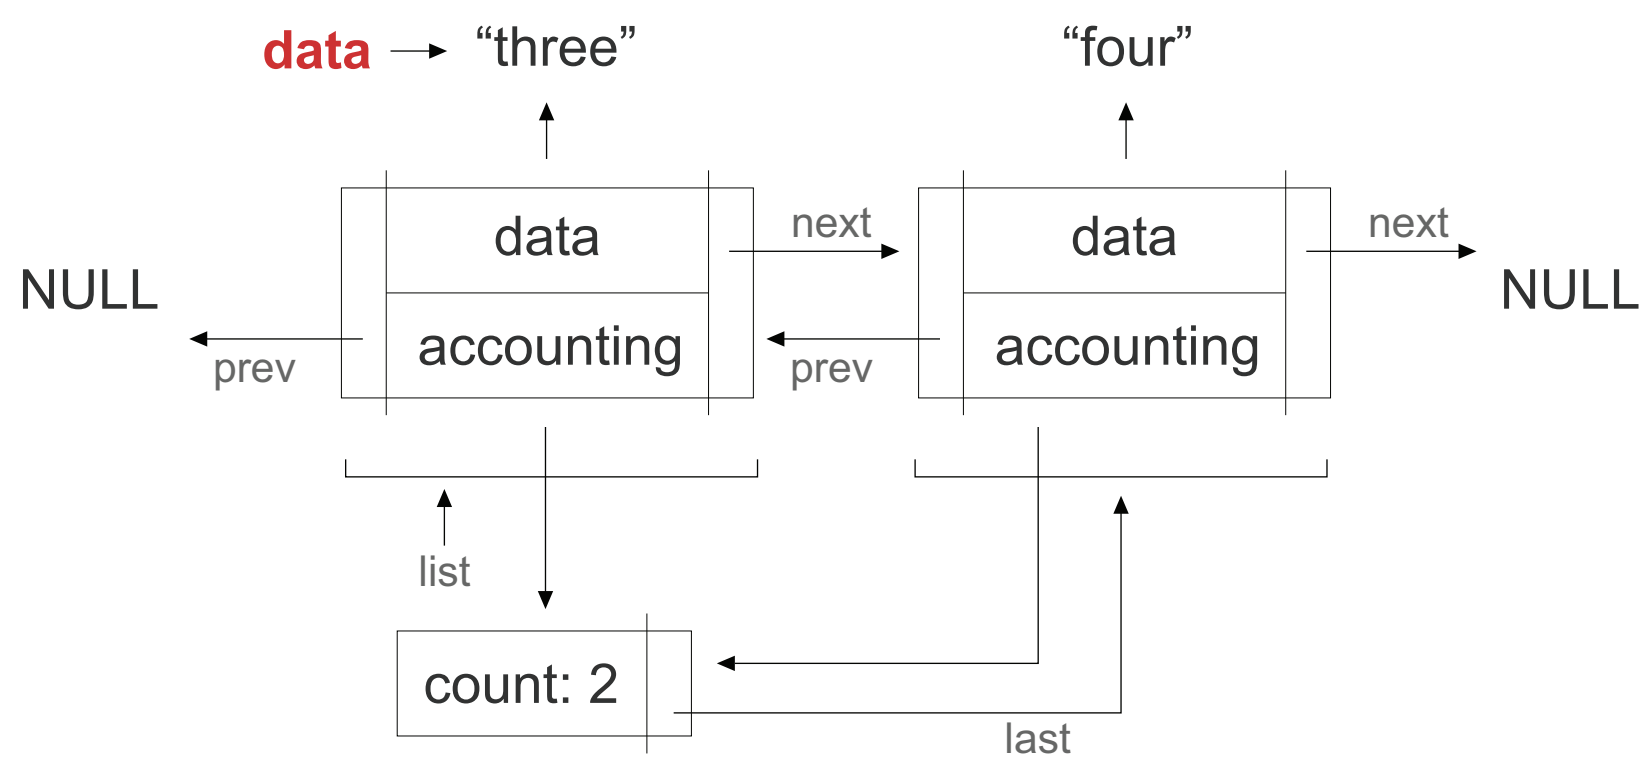 data “three” “four”
data next data next
NULL NULL
accounting accounting
prev prev
list
count: 2
last